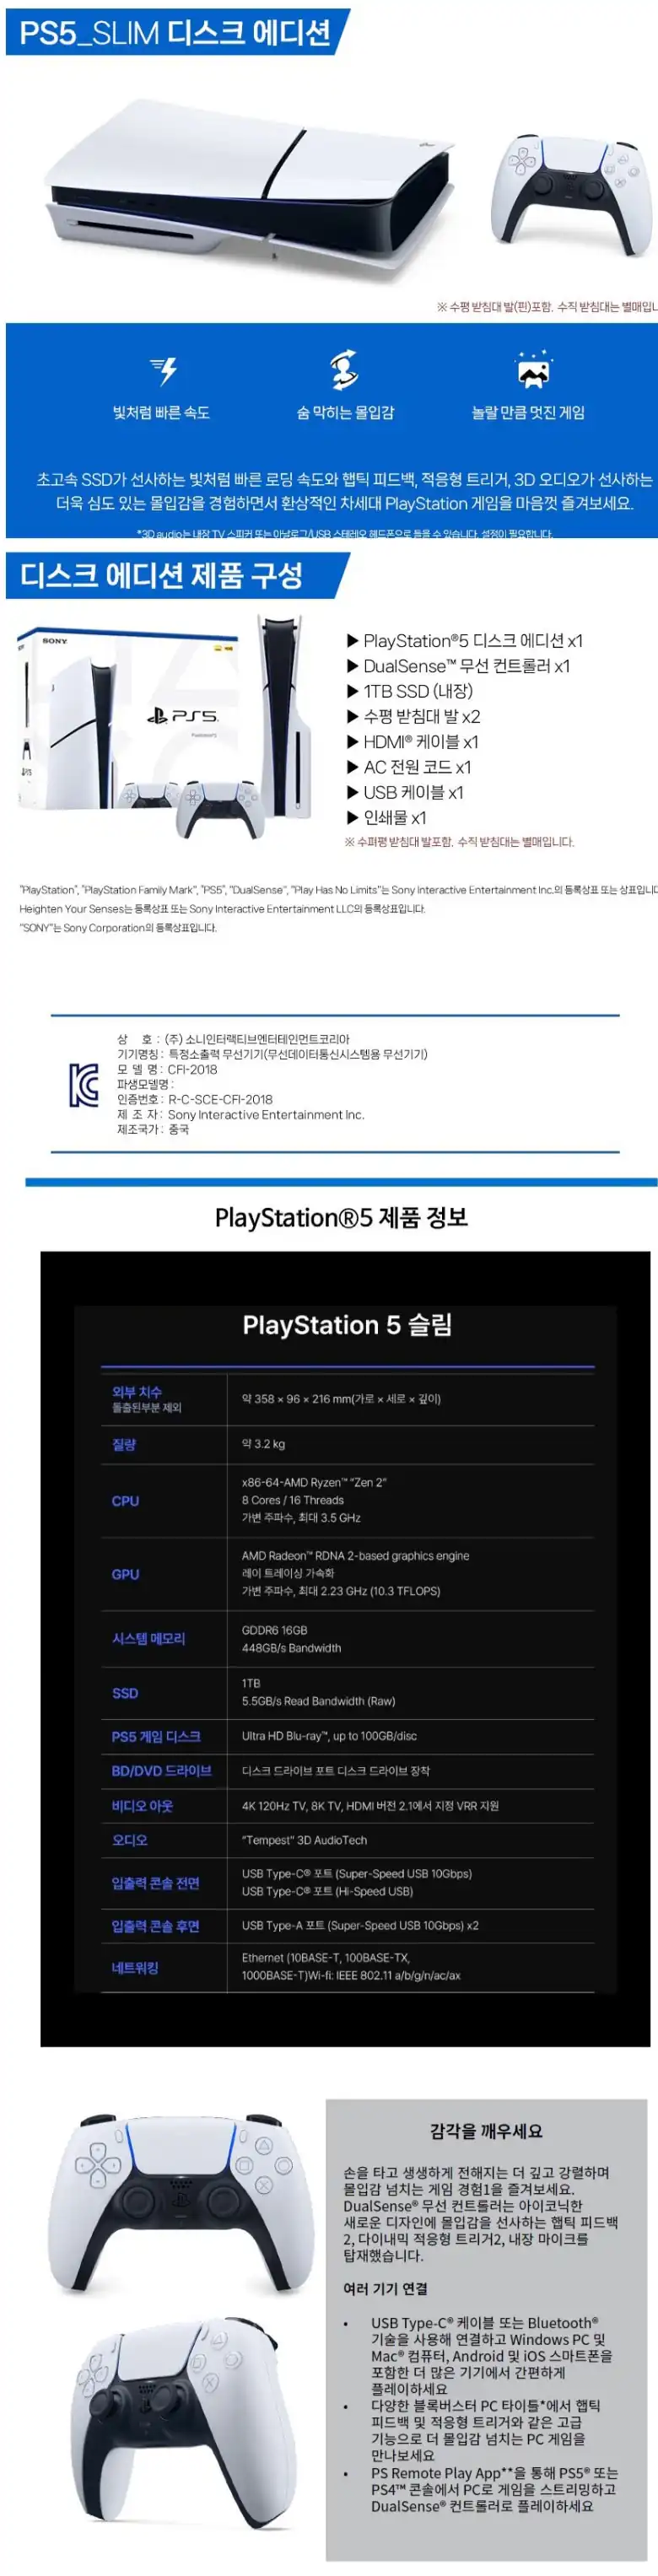 PS5_SLIM 디스크 에디션
※ 수평 받침대 발(핀)포함. 수직 받침대는 별매입니
빛처럼 빠른 속도
숨 막히는 몰입감
놀랄 만큼 멋진 게임
초고속 SSD가 선사하는 빛처럼 빠른 로딩 속도와 햅틱 피드백, 적응형 트리거, 3D 오디오가 선사하는
더욱 심도 있는 몰입감을 경험하면서 환상적인 차세대 PlayStation 게임을 마음껏 즐겨보세요.
*3D audio는 내장 TV 스피커 또는 아날로그/USB 스테레오 헤드폰으로 들을 수 있습니다. 설정이 필요합니다.
디스크 에디션 제품 구성
SONY
PS5
▶ PlayStation®5 디스크 에디션 x1
▶ DualSense™ 무선 컨트롤러 x1
▶ 1TB SSD (내장)
▶ 수평 받침대 발 x2
▶ HDMI® 케이블 x1
▶ AC 전원 코드 x1
▶ USB 케이블 x1
▶ 인쇄물 x1
※ 수펴평 받침대 발포함. 수직 받침대는 별매입니다.
"PlayStation", "PlayStation Family Mark", "PS5", "DualSense", "Play Has No Limits"는 Sony Interactive Entertainment Inc.의 등록상표 또는 상표입니다
Heighten Your Senses는 등록상표 또는 Sony Interactive Entertainment LLC의 등록상표입니다.
"SONY"는 Sony Corporation의 등록상표입니다.
상 호 : (주) 소니인터랙티브엔터테인먼트코리아
기기명칭 : 특정소출력 무선기기(무선데이터통신시스템용 무선기기)
모 델 명 : CFI-2018
파생모델명 :
인증번호 : R-C-SCE-CFI-2018
제 조 자 : Sony Interactive Entertainment Inc.
제조국가 : 중국
PlayStation®5 제품 정보
PlayStation 5 슬림
외부 치수
돌출된부분 제외
약 358 × 96 × 216 mm(가로 × 세로 × 깊이)
질량
약 3.2 kg
CPU
x86-64-AMD Ryzen™ "Zen 2"
8 Cores / 16 Threads
가변 주파수, 최대 3.5 GHz
GPU
AMD Radeon™ RDNA 2-based graphics engine
레이 트레이싱 가속화
가변 주파수, 최대 2.23 GHz (10.3 TFLOPS)
시스템 메모리
GDDR6 16GB
448GB/s Bandwidth
SSD
1TB
5.5GB/s Read Bandwidth (Raw)
PS5 게임 디스크
Ultra HD Blu-ray™, up to 100GB/disc
BD/DVD 드라이브
디스크 드라이브 포트 디스크 드라이브 장착
비디오 아웃
4K 120Hz TV, 8K TV, HDMI 버전 2.1에서 지정 VRR 지원
오디오
"Tempest" 3D AudioTech
입출력 콘솔 전면
USB Type-C® 포트 (Super-Speed USB 10Gbps)
USB Type-C® 포트 (Hi-Speed USB)
입출력 콘솔 후면
USB Type-A 포트 (Super-Speed USB 10Gbps) x2
네트워킹
Ethernet (10BASE-T, 100BASE-TX,
1000BASE-T)Wi-fi: IEEE 802.11 a/b/g/n/ac/ax
감각을 깨우세요
손을 타고 생생하게 전해지는 더 깊고 강렬하며
몰입감 넘치는 게임 경험1을 즐겨보세요.
DualSense® 무선 컨트롤러는 아이코닉한
새로운 디자인에 몰입감을 선사하는 햅틱 피드백
2, 다이내믹 적응형 트리거2, 내장 마이크를
탑재했습니다.
여러 기기 연결
• USB Type-C® 케이블 또는 Bluetooth®
기술을 사용해 연결하고 Windows PC 및
Mac® 컴퓨터, Android 및 iOS 스마트폰을
포함한 더 많은 기기에서 간편하게
플레이하세요
• 다양한 블록버스터 PC 타이틀*에서 햅틱
피드백 및 적응형 트리거와 같은 고급
기능으로 더 몰입감 넘치는 PC 게임을
만나보세요
• PS Remote Play App**을 통해 PS5® 또는
PS4™ 콘솔에서 PC로 게임을 스트리밍하고
DualSense® 컨트롤러로 플레이하세요